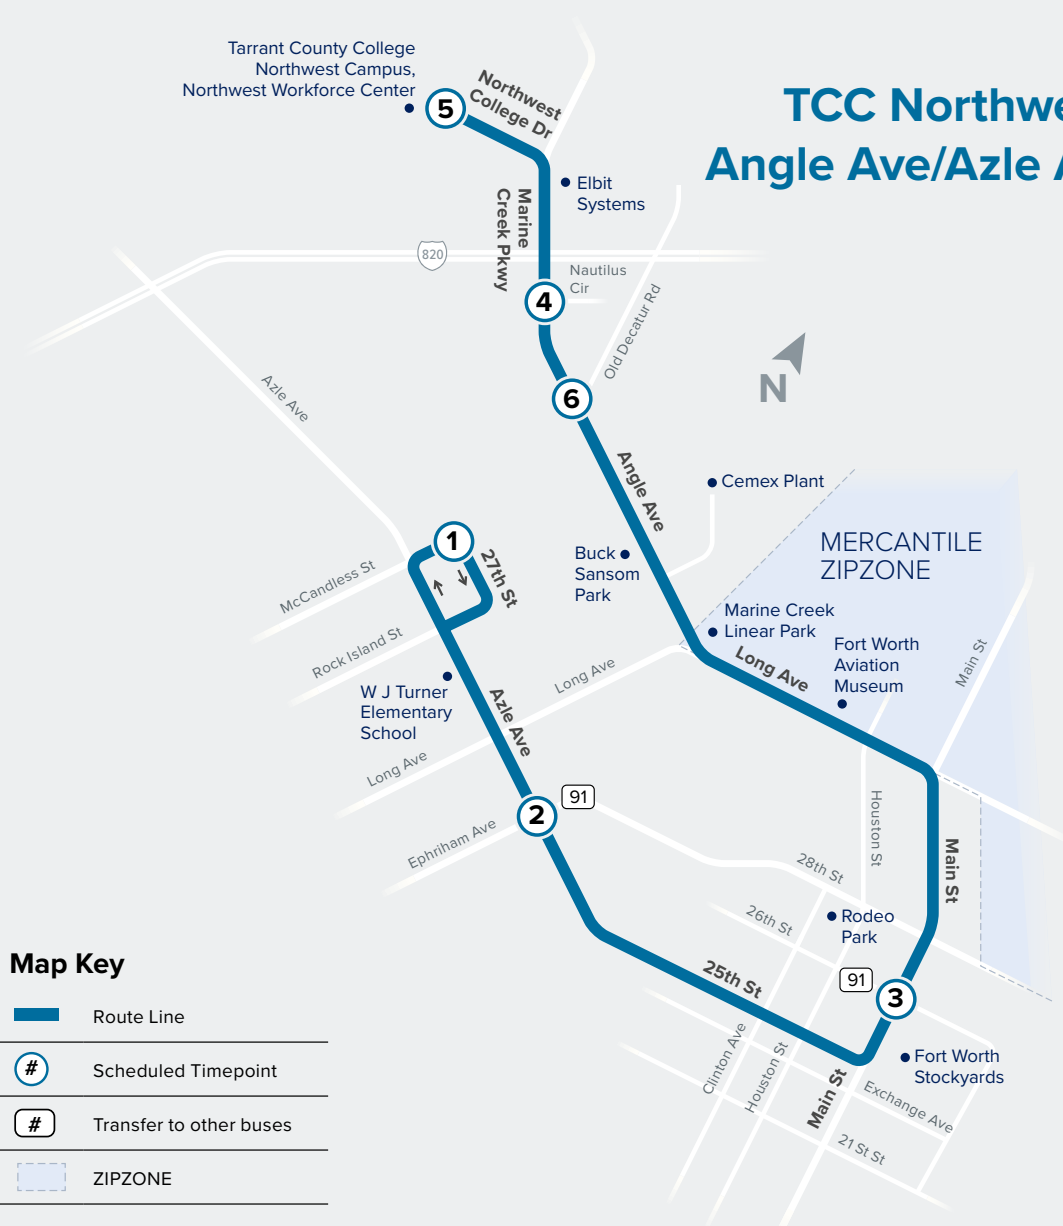 Tarrant County College
Northwest Campus,
Northwest Workforce Center
5
Northwest
College Dr
TCC Northwe
Angle Ave/Azle A
Elbit
Systems
Marine
Creek Pkwy
820
Nautilus
Cir
4
Old Decatur Rd
N
Azle Ave
6
Angle Ave
Cemex Plant
MERCANTILE
ZIPZONE
1
27th St
Buck
Sansom
Park
McCandless St
Marine Creek
Linear Park
Rock Island St
Fort Worth
Aviation
Museum
Long Ave
Main St
Long Ave
W J Turner
Elementary
School
Azle Ave
Long Ave
91
2
Houston St
Ephriham Ave
Main St
28th St
26th St
Rodeo
Park
25th St
91
3
Clinton Ave
Houston St
Main St
Fort Worth
Stockyards
Exchange Ave
21 St St
Map Key
Route Line
# Scheduled Timepoint
# Transfer to other buses
ZIPZONE